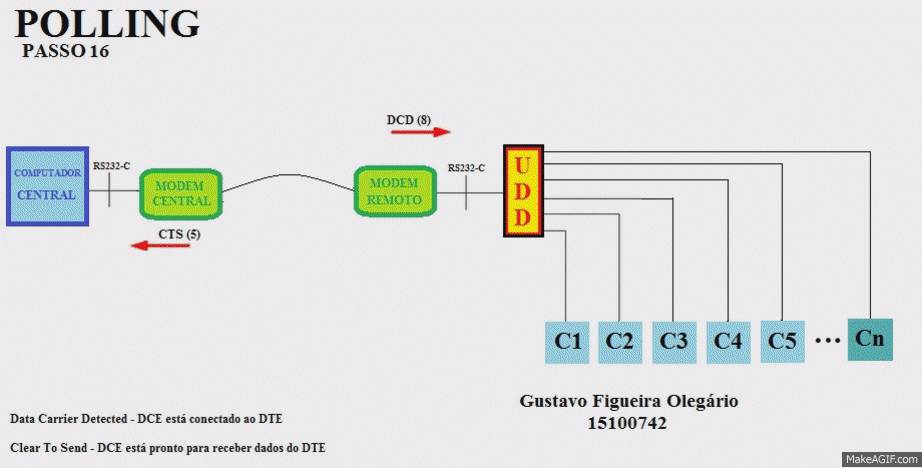 POLLING
PASSO 16
DCD (8)
COMPUTADOR
CENTRAL
RS232-C
MODEM
CENTRAL
MODEM
REMOTO
RS232-C
U
D
D
CTS (5)
C1 C2 C3 C4 C5 ... Cn
Gustavo Figueira Olegário
15100742
Data Carrier Detected - DCE está conectado ao DTE
Clear To Send - DCE está pronto para receber dados do DTE
MakeAGIF.com